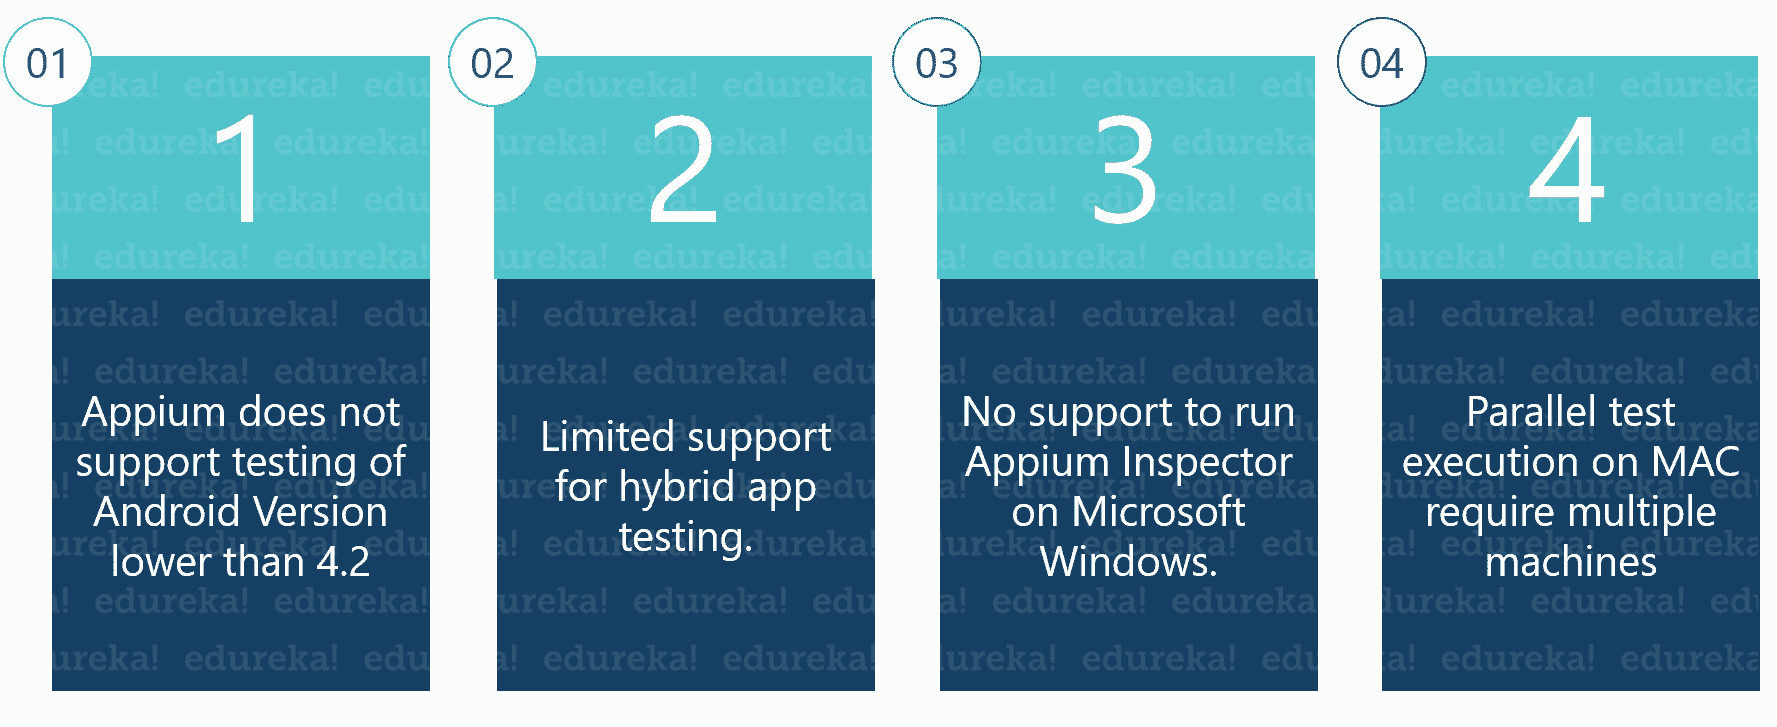 01
1
Appium does not
support testing of
Android Version
lower than 4.2
02
2
Limited support
for hybrid app
testing.
03
3
No support to run
Appium Inspector
on Microsoft
Windows.
04
4
Parallel test
execution on MAC
require multiple
machines
edureka!